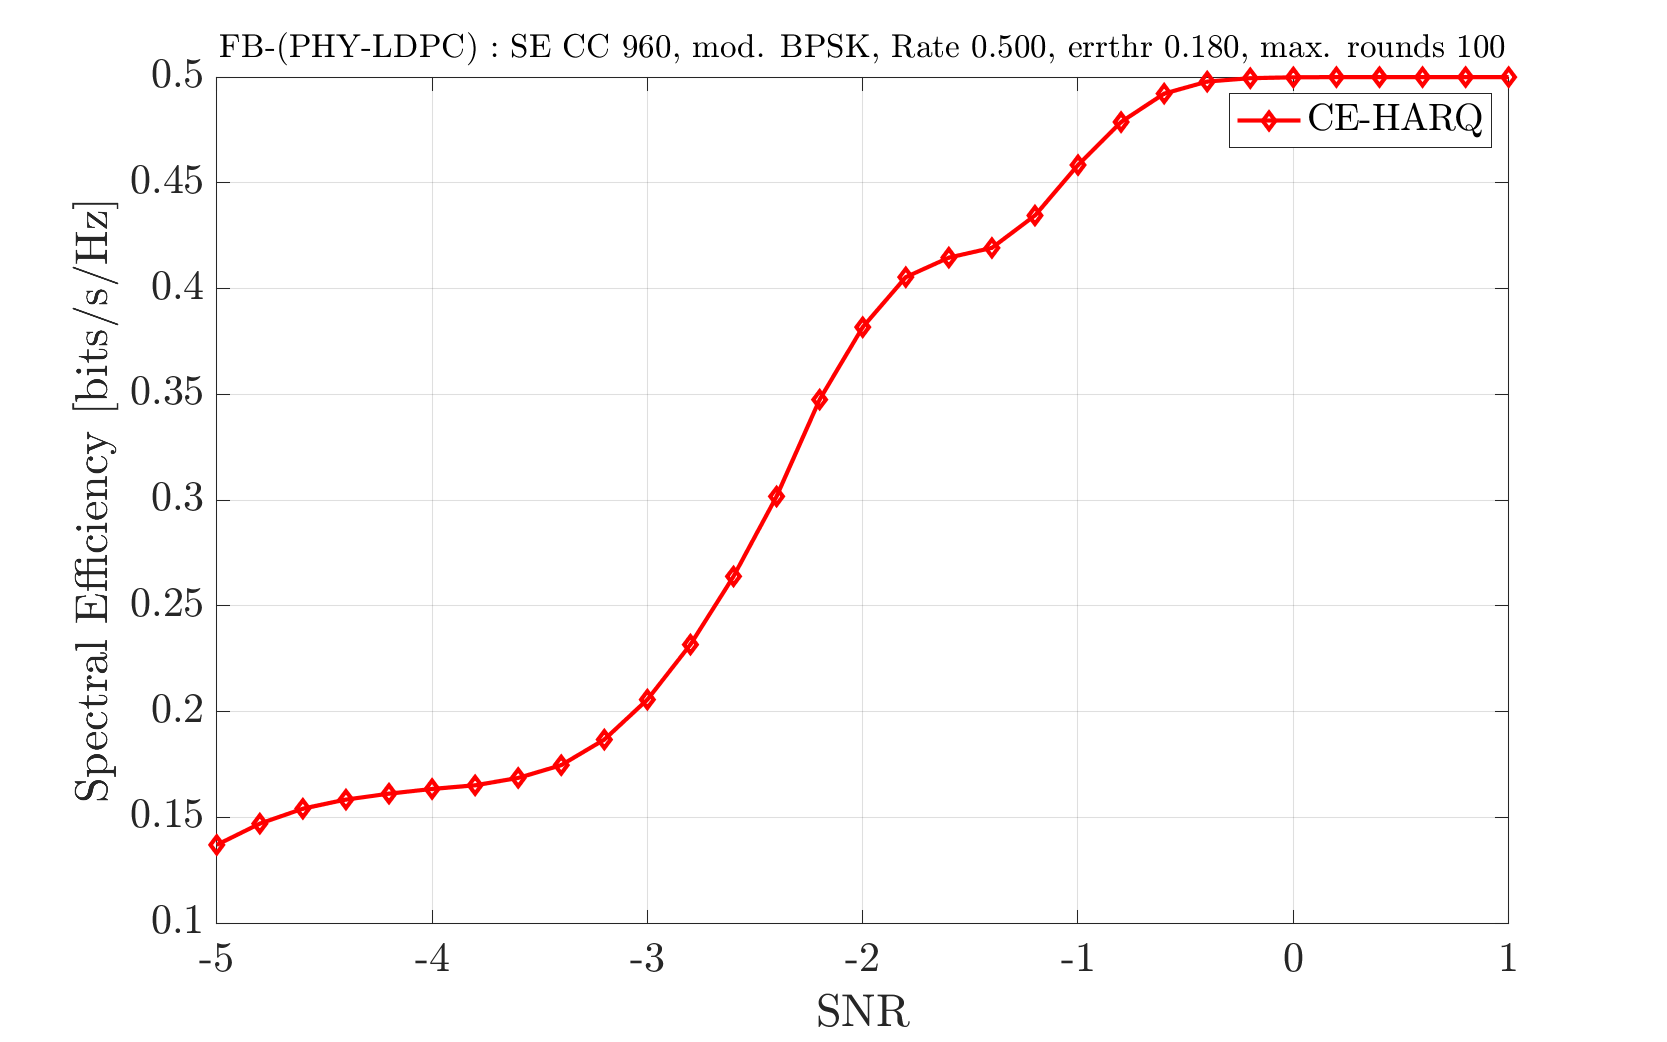 FB-(PHY-LDPC) : SE CC 960, mod. BPSK, Rate 0.500, errthr 0.180, max. rounds 100
CE-HARQ
Spectral Efficiency [bits/s/Hz]
0.5
0.45
0.4
0.35
0.3
0.25
0.2
0.15
0.1
-5 -4 -3 -2 -1 0 1
SNR